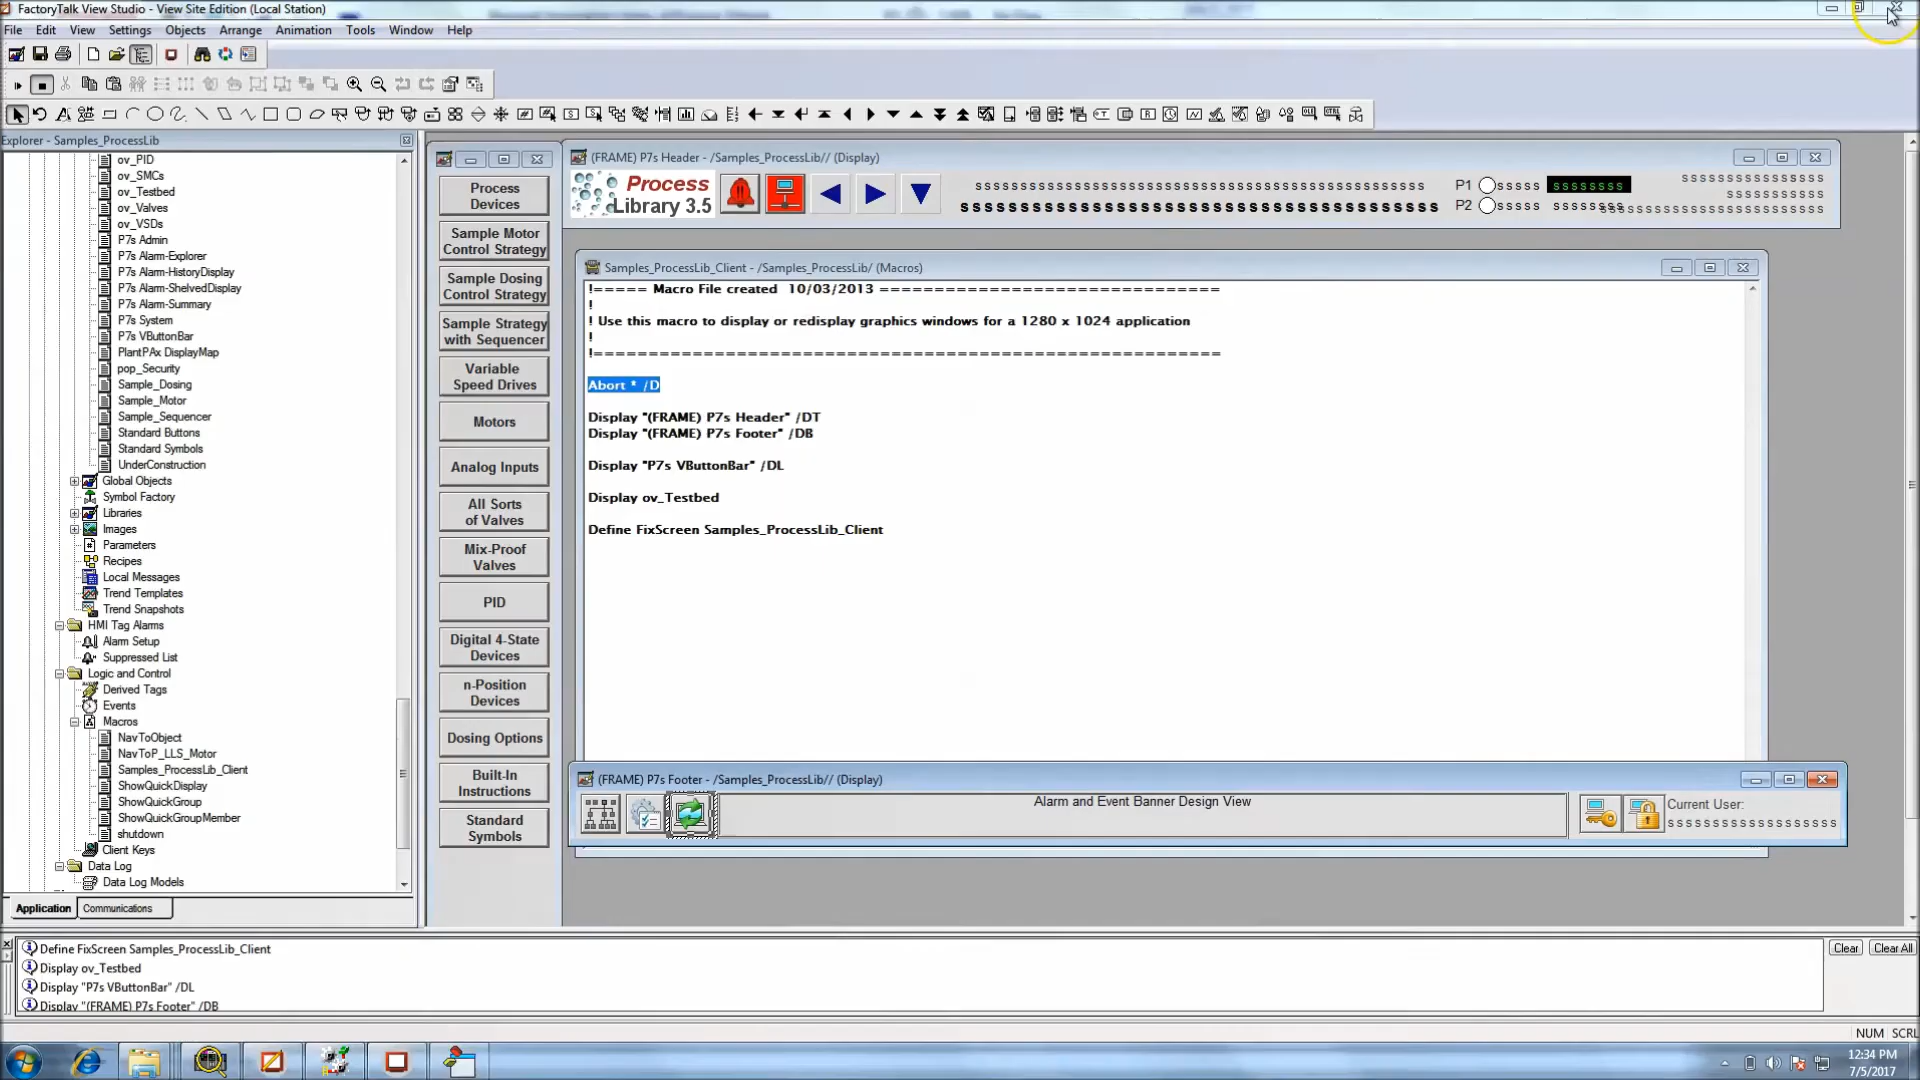 FactoryTalk View Studio - View Site Edition (Local Station)
File Edit View Settings Objects Arrange Animation Tools Window Help
Explorer - Samples_ProcessLib
ov_PID
ov_SMCs
ov_Testbed
ov_Valves
ov_VSDs
P7s Admin
P7s Alarm-Explorer
P7s Alarm-HistoryDisplay
P7s Alarm-ShelvedDisplay
P7s Alarm-Summary
P7s System
P7s VButtonBar
PlantPAx DisplayMap
pop_Security
Sample_Dosing
Sample_Motor
Sample_Sequencer
Standard Buttons
Standard Symbols
UnderConstruction
Global Objects
Symbol Factory
Libraries
Images
Parameters
Recipes
Local Messages
Trend Templates
Trend Snapshots
HMI Tag Alarms
Alarm Setup
Suppressed List
Logic and Control
Derived Tags
Events
Macros
NavToObject
NavToP_LLS_Motor
Samples_ProcessLib_Client
ShowQuickDisplay
ShowQuickGroup
ShowQuickGroupMember
shutdown
Client Keys
Data Log
Data Log Models
Application Communications
Process
Devices
Sample Motor
Control Strategy
Sample Dosing
Control Strategy
Sample Strategy
with Sequencer
Variable
Speed Drives
Motors
Analog Inputs
All Sorts
of Valves
Mix-Proof
Valves
PID
Digital 4-State
Devices
n-Position
Devices
Dosing Options
Built-In
Instructions
Standard
Symbols
(FRAME) P7s Header - /Samples_ProcessLib// (Display)
Process
Library 3.5
P1
P2
Samples_ProcessLib_Client - /Samples_ProcessLib/ (Macros)
!===== Macro File created 10/03/2013 ===============================
!
! Use this macro to display or redisplay graphics windows for a 1280 x 1024 application
!
!=========================================================
Abort * /D
Display "(FRAME) P7s Header" /DT
Display "(FRAME) P7s Footer" /DB
Display "P7s VButtonBar" /DL
Display ov_Testbed
Define FixScreen Samples_ProcessLib_Client
(FRAME) P7s Footer - /Samples_ProcessLib// (Display)
Alarm and Event Banner Design View
Current User:
Define FixScreen Samples_ProcessLib_Client
Display ov_Testbed
Display "P7s VButtonBar" /DL
Display "(FRAME) P7s Footer" /DB
Clear Clear All
NUM SCRL
12:34 PM
7/5/2017